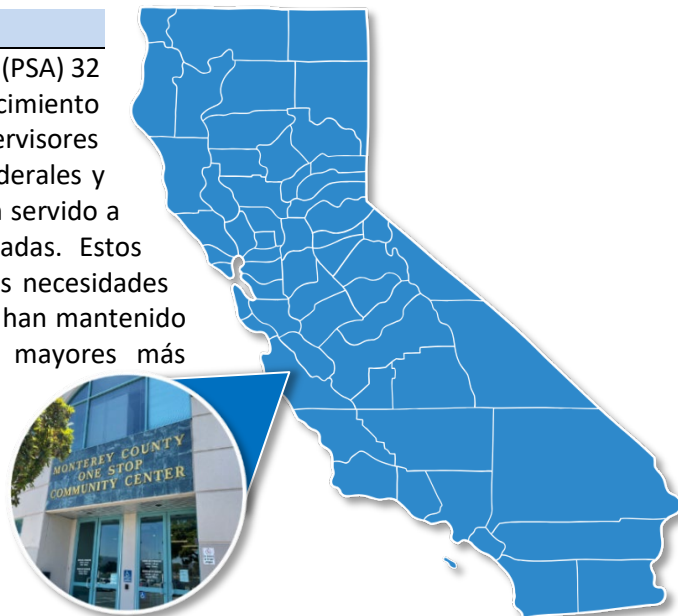 (PSA) 32
cimiento
ervisores
derales y
servido a
adas. Estos
s necesidades
han mantenido
mayores más
MONTEREY COUNTY
ONE STOP
COMMUNITY CENTER